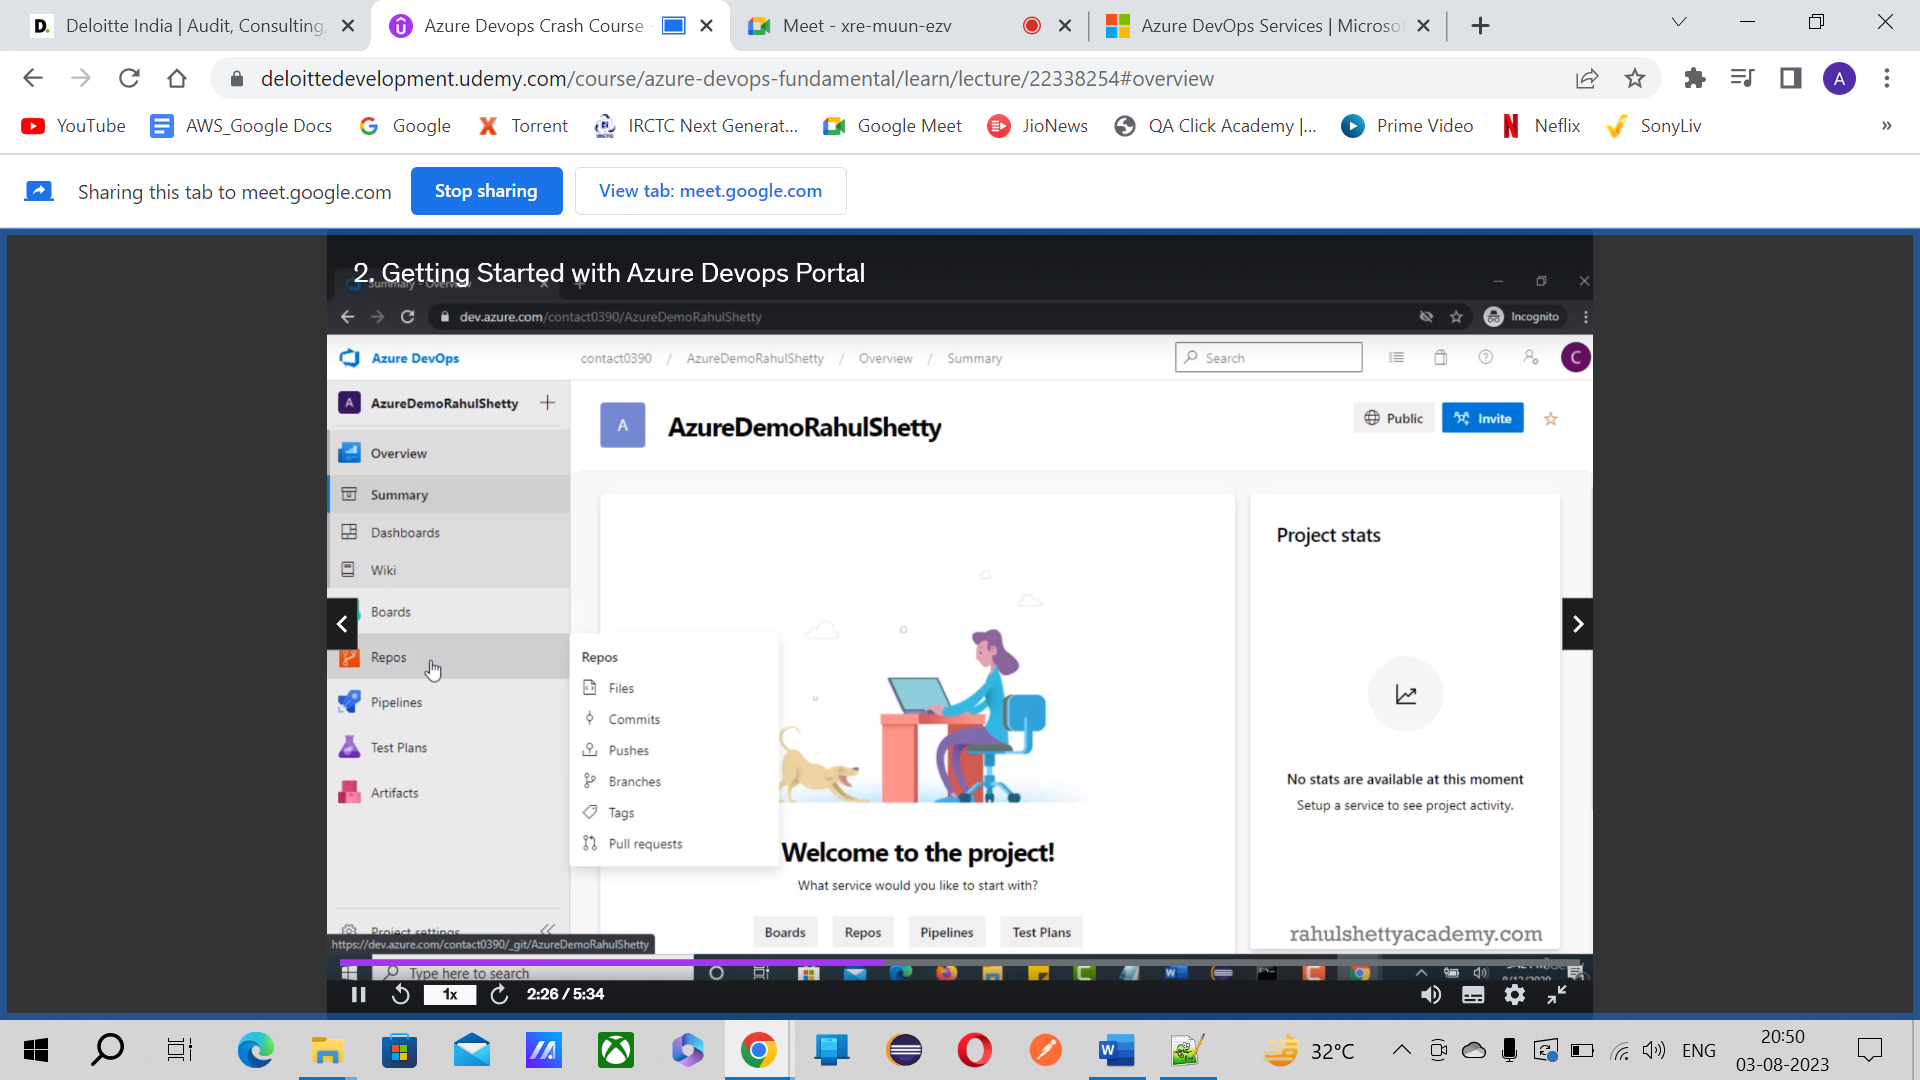 Deloitte India | Audit, Consulting,
Azure Devops Crash Course
Meet - xre-muun-ezv
Azure DevOps Services | Microso
deloittedevelopment.udemy.com/course/azure-devops-fundamental/learn/lecture/22338254#overview
A
YouTube
AWS_Google Docs
Google
Torrent
IRCTC Next Generat...
Google Meet
JioNews
QA Click Academy |...
Prime Video
Neflix
SonyLiv
»
Sharing this tab to meet.google.com
Stop sharing
View tab: meet.google.com
2. Getting Started with Azure Devops Portal
Summary - Overview
dev.azure.com/contact0390/AzureDemoRahulShetty
Incognito
Azure DevOps
contact0390 / AzureDemoRahulShetty / Overview / Summary
Search
C
A AzureDemoRahulShetty
A AzureDemoRahulShetty
Public
Invite
Overview
Summary
Dashboards
Wiki
Boards
Repos
Pipelines
Test Plans
Artifacts
Project settings
Repos
Files
Commits
Pushes
Branches
Tags
Pull requests
Welcome to the project!
What service would you like to start with?
Boards
Repos
Pipelines
Test Plans
Project stats
No stats are available at this moment
Setup a service to see project activity.
rahulshettyacademy.com
https://dev.azure.com/contact0390/_git/AzureDemoRahulShetty
Type here to search
1x
2:26 / 5:34
32°C
ENG
20:50
03-08-2023